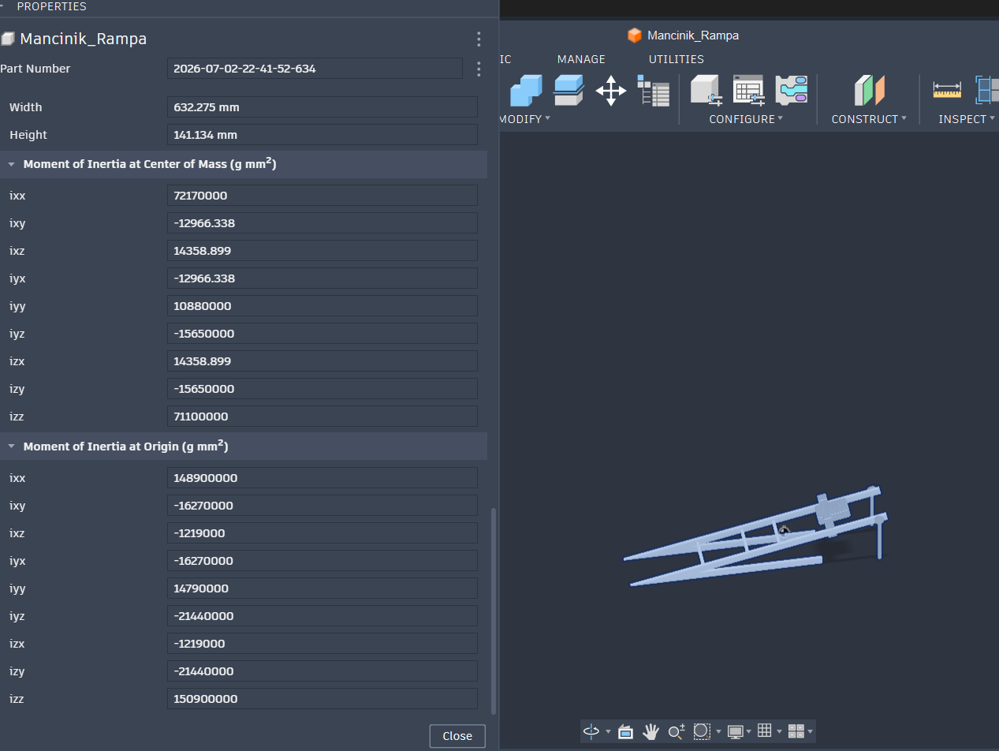 PROPERTIES
Mancinik_Rampa
Part Number 2026-07-02-22-41-52-634
Width 632.275 mm
Height 141.134 mm
Moment of Inertia at Center of Mass (g mm²)
ixx 72170000
ixy -12966.338
ixz 14358.899
iyx -12966.338
iyy 10880000
iyz -15650000
izx 14358.899
izy -15650000
izz 71100000
Moment of Inertia at Origin (g mm²)
ixx 148900000
ixy -16270000
ixz -1219000
iyx -16270000
iyy 14790000
iyz -21440000
izx -1219000
izy -21440000
izz 150900000
Close
Mancinik_Rampa
IC MANAGE UTILITIES
MODIFY CONFIGURE CONSTRUCT INSPECT